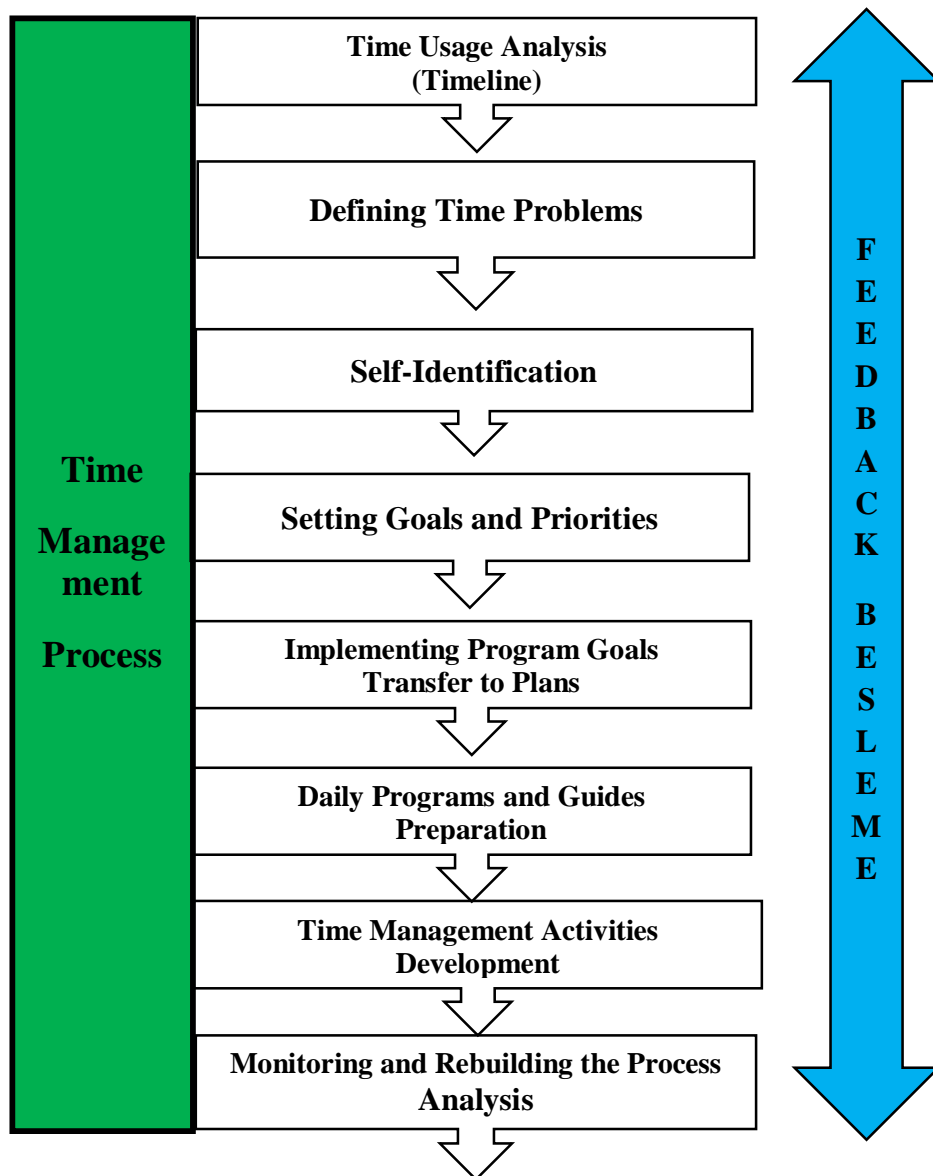 Time Usage Analysis
(Timeline)
Defining Time Problems
Self-Identification
Setting Goals and Priorities
Implementing Program Goals
Transfer to Plans
Daily Programs and Guides
Preparation
Time Management Activities
Development
Monitoring and Rebuilding the Process
Analysis
Time
Manage
ment
Process
FEEDBACK BESLEME